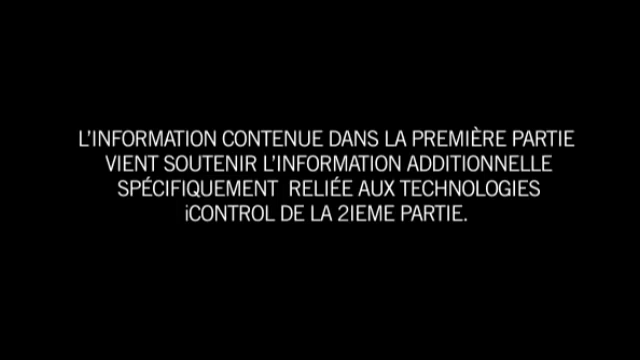 L'INFORMATION CONTENUE DANS LA PREMIÈRE PARTIE
VIENT SOUTENIR L'INFORMATION ADDITIONNELLE
SPÉCIFIQUEMENT RELIÉE AUX TECHNOLOGIES
iCONTROL DE LA 2IEME PARTIE.